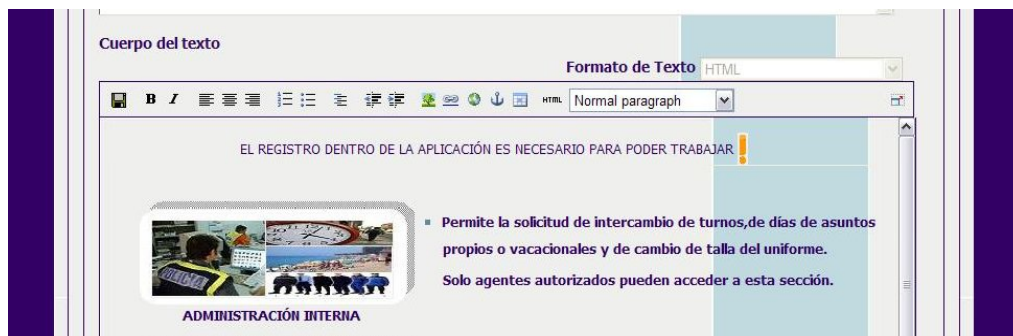 Cuerpo del texto
Formato de Texto HTML
B I HTML Normal paragraph
EL REGISTRO DENTRO DE LA APLICACIÓN ES NECESARIO PARA PODER TRABAJAR !
Permite la solicitud de intercambio de turnos,de días de asuntos
propios o vacacionales y de cambio de talla del uniforme.
Solo agentes autorizados pueden acceder a esta sección.
POLICIA
ADMINISTRACIÓN INTERNA